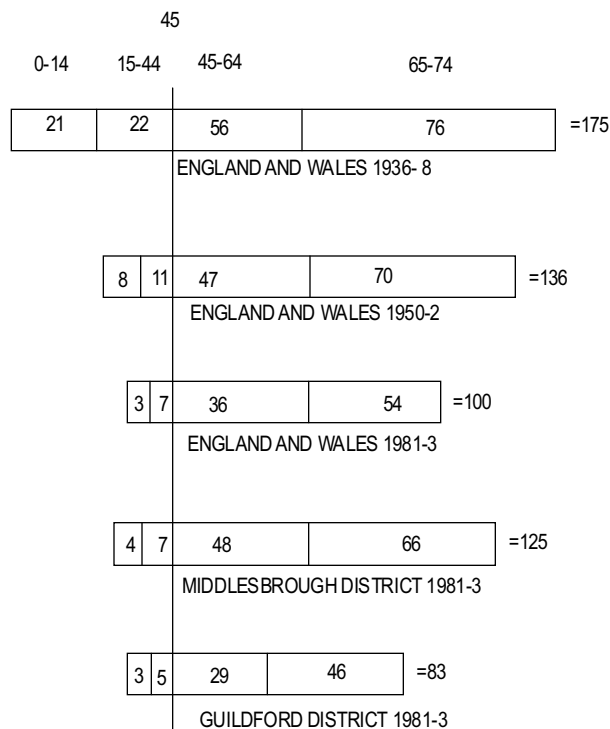 45
0-14 15-44 45-64 65-74
21 22 56 76 =175
ENGLAND AND WALES 1936- 8
8 11 47 70 =136
ENGLAND AND WALES 1950-2
3 7 36 54 =100
ENGLAND AND WALES 1981-3
4 7 48 66 =125
MIDDLESBROUGH DISTRICT 1981-3
3 5 29 46 =83
GUILDFORD DISTRICT 1981-3